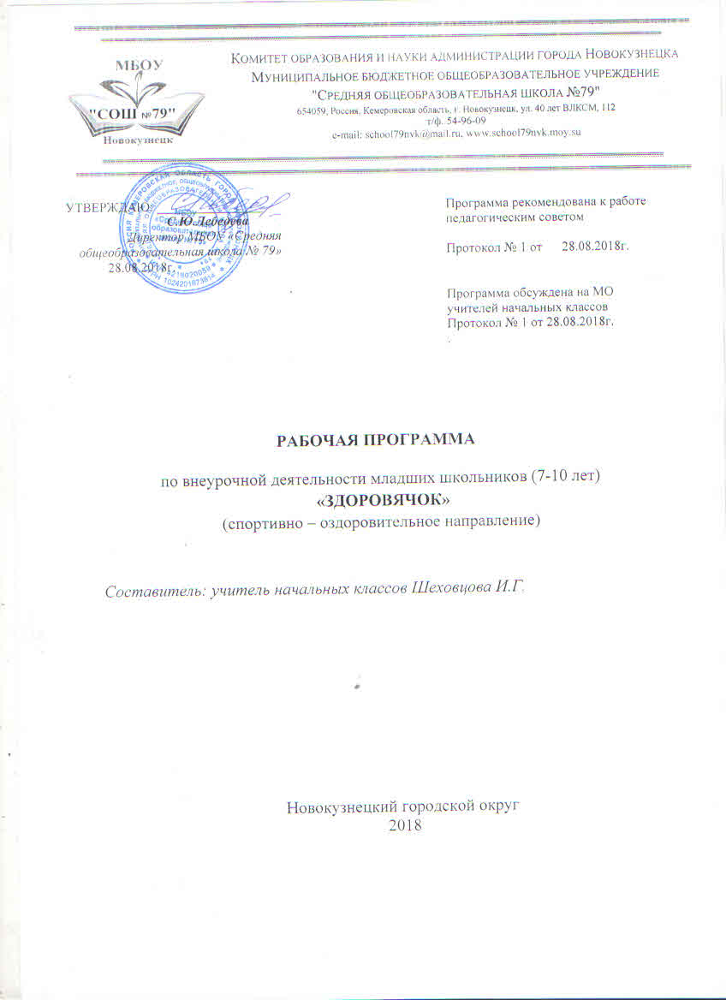 МБОУ
"СОШ №79"
Новокузнецк
Комитет образования и науки администрации города Новокузнецка
Муниципальное бюджетное общеобразовательное учреждение
"Средняя общеобразовательная школа №79"
654059, Россия, Кемеровская область, г. Новокузнецк, ул. 40 лет ВЛКСМ, 112
т/ф. 54-96-09
e-mail: school79nvk@mail.ru, www.school79nvk.moy.su
УТВЕРЖДАЮ:
С.Ю.Лебедева
Директор МБОУ «Средняя
общеобразовательная школа № 79»
28.08.2018г.
Программа рекомендована к работе
педагогическим советом
Протокол № 1 от 28.08.2018г.
Программа обсуждена на МО
учителей начальных классов
Протокол № 1 от 28.08.2018г.
.
РАБОЧАЯ ПРОГРАММА
по внеурочной деятельности младших школьников (7-10 лет)
«ЗДОРОВЯЧОК»
(спортивно – оздоровительное направление)
Составитель: учитель начальных классов Шеховцова И.Г.
Новокузнецкий городской округ
2018